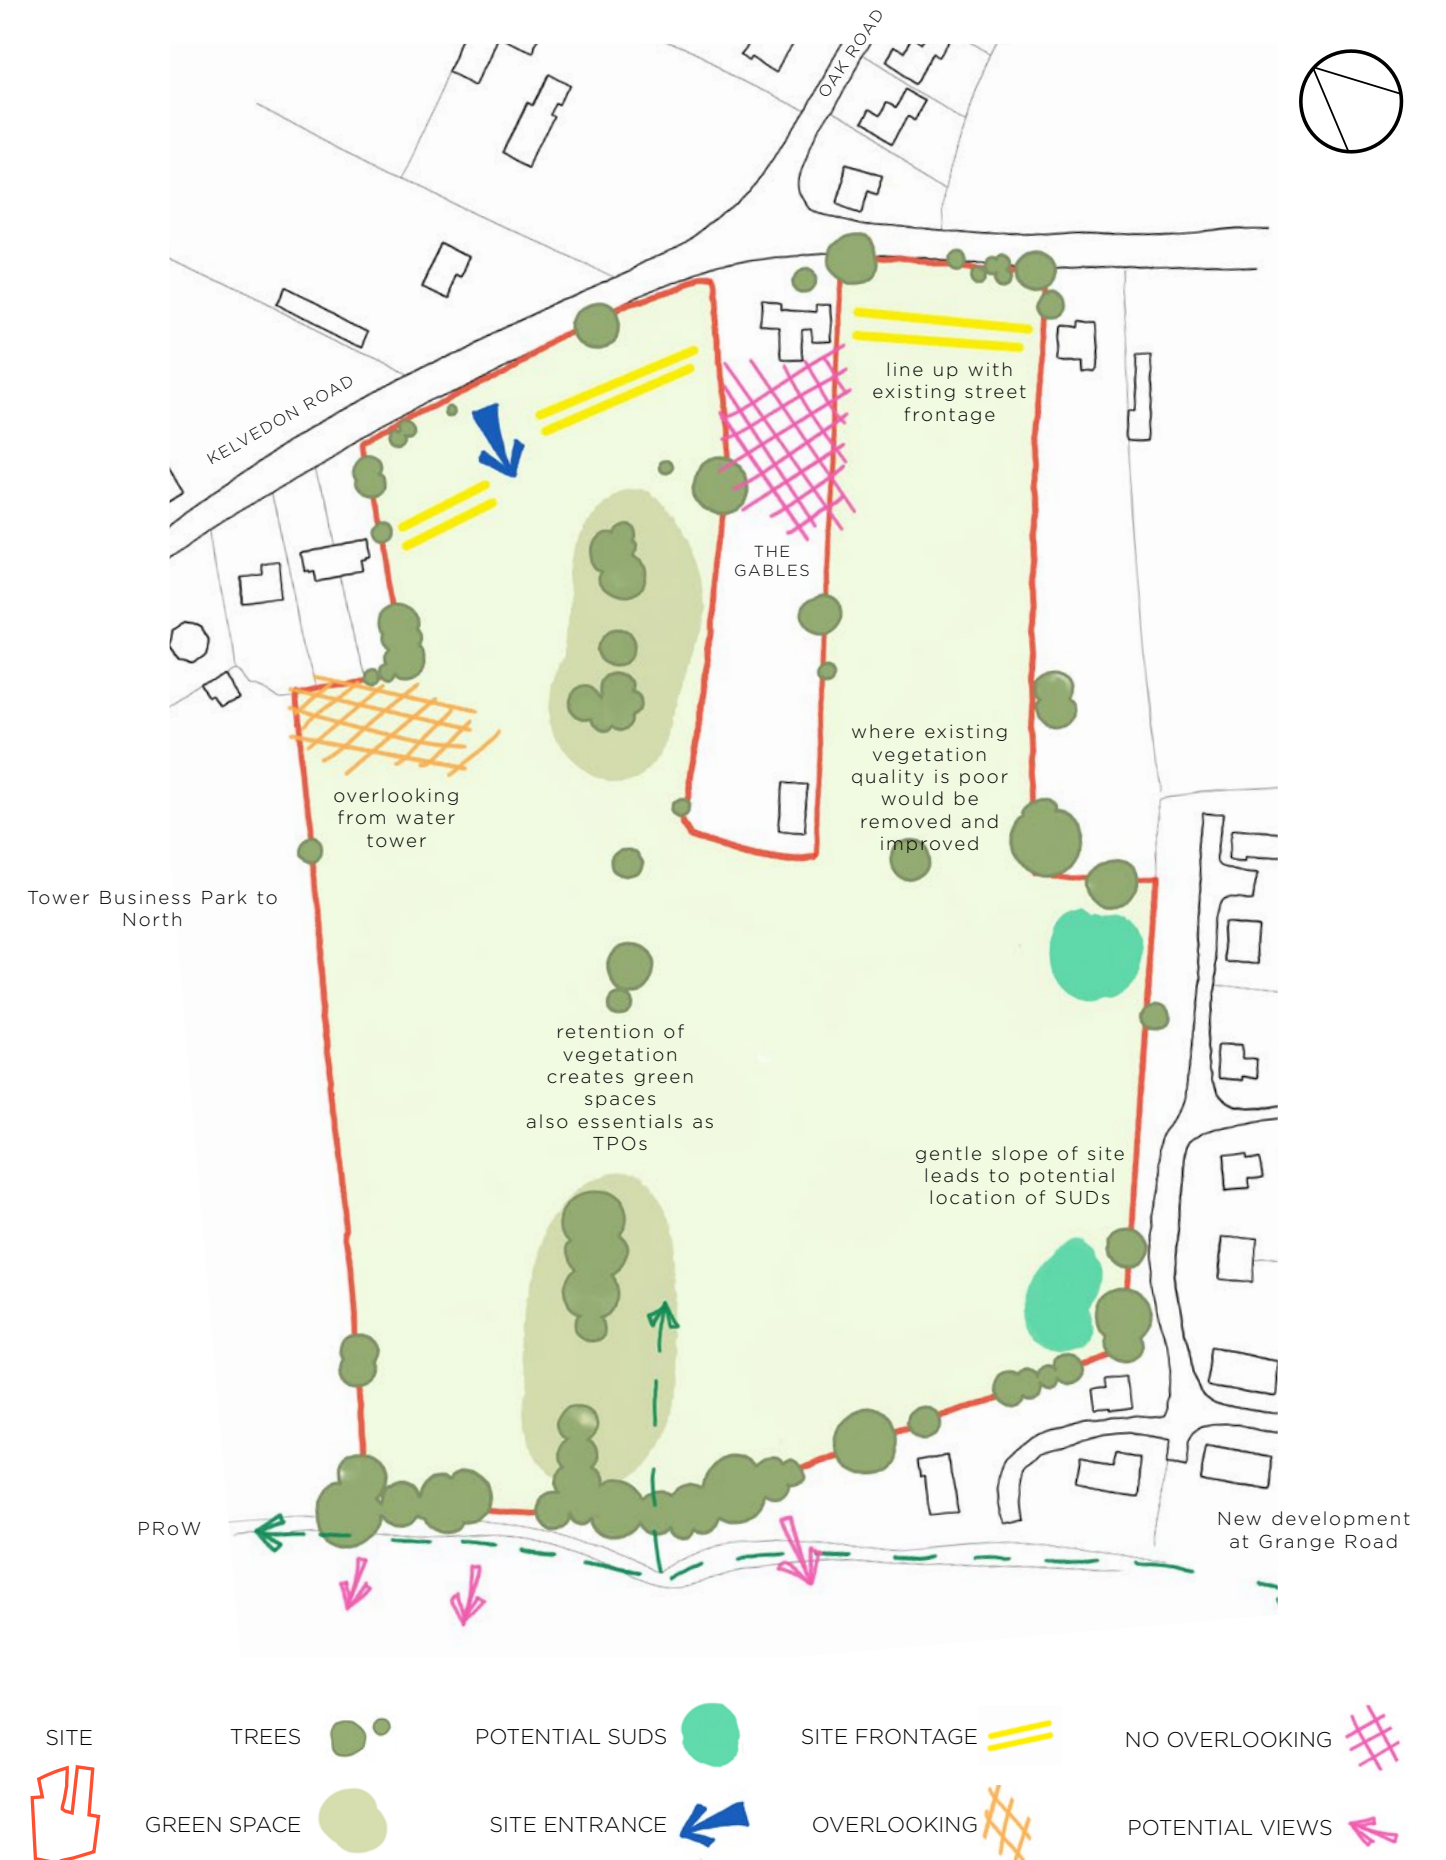 OAK ROAD
KELVEDON ROAD
line up with
existing street
frontage
THE
GABLES
where existing
vegetation
quality is poor
would be
removed and
improved
overlooking
from water
tower
Tower Business Park to
North
retention of
vegetation
creates green
spaces
also essentials as
TPOs
gentle slope of site
leads to potential
location of SUDs
PRoW
New development
at Grange Road
SITE
TREES
POTENTIAL SUDS
SITE FRONTAGE
NO OVERLOOKING
GREEN SPACE
SITE ENTRANCE
OVERLOOKING
POTENTIAL VIEWS